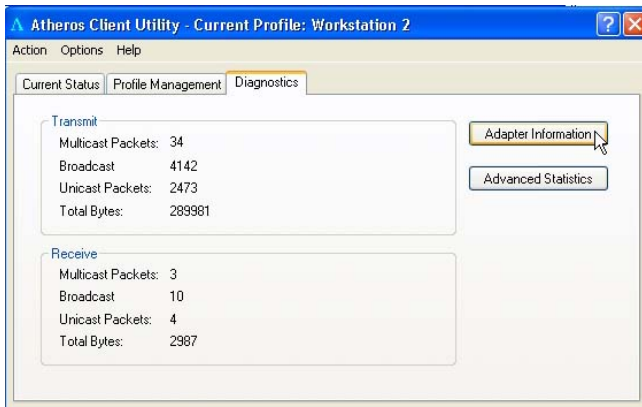 Atheros Client Utility - Current Profile: Workstation 2
Action Options Help
Current Status Profile Management Diagnostics
Transmit
Multicast Packets: 34
Broadcast 4142
Unicast Packets: 2473
Total Bytes: 289981
Adapter Information
Advanced Statistics
Receive
Multicast Packets: 3
Broadcast 10
Unicast Packets: 4
Total Bytes: 2987